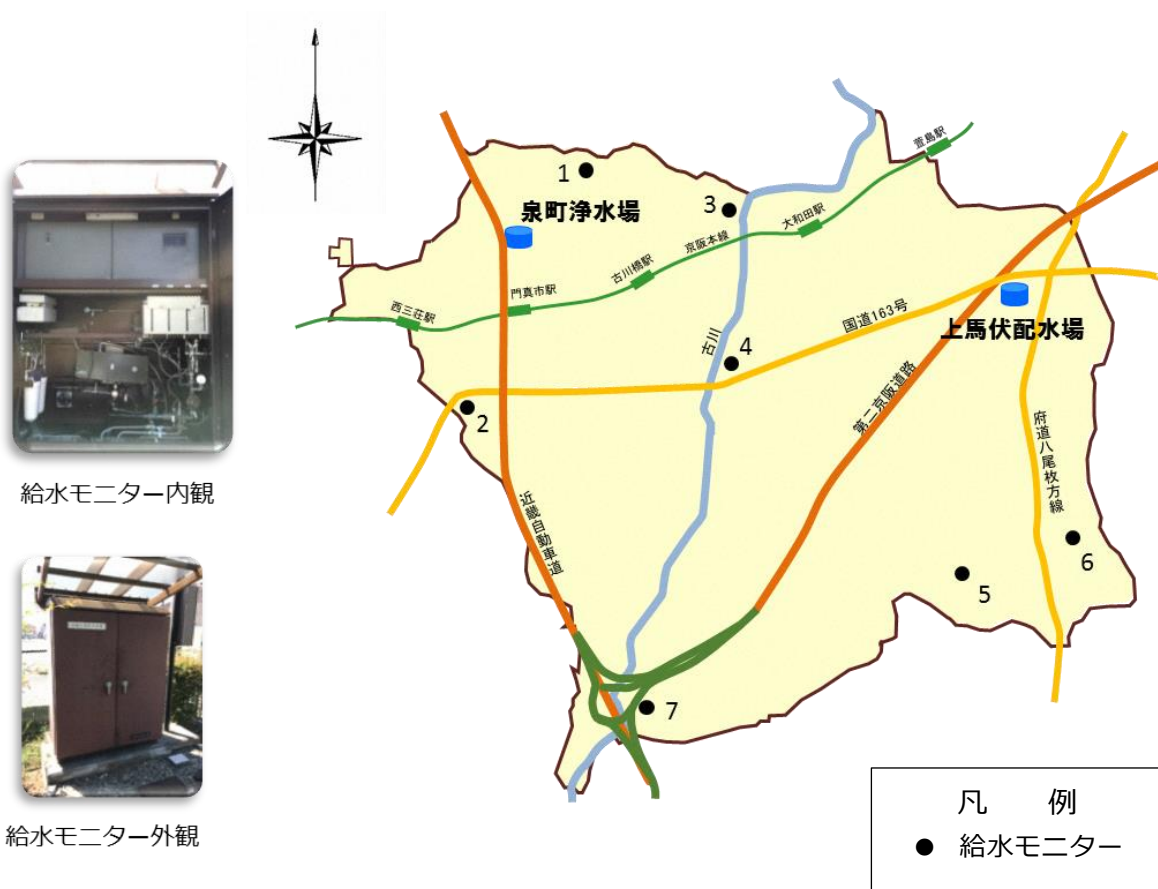 給水モニター内観
給水モニター外観
1
泉町浄水場
3
萱島駅
大和田駅
京阪本線
古川橋駅
門真市駅
西三荘駅
国道163号
上馬伏配水場
古川
4
2
第二京阪道路
府道八尾枚方線
近畿自動車道
6
5
7
凡 例
● 給水モニター